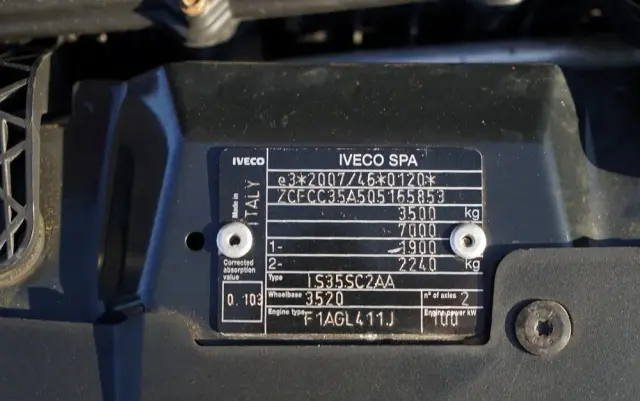 IVECO
IVECO SPA
Made in
ITALY
e3*2007/46*0120*
ZCFCC35A505165853
3500 kg
7000
1- 1900
2- 2240 kg
Corrected
absorption
value
0.103
Type IS35SC2AA
Wheelbase 3520 n° of axles 2
Engine type F1AGL411J Engine power kW 100